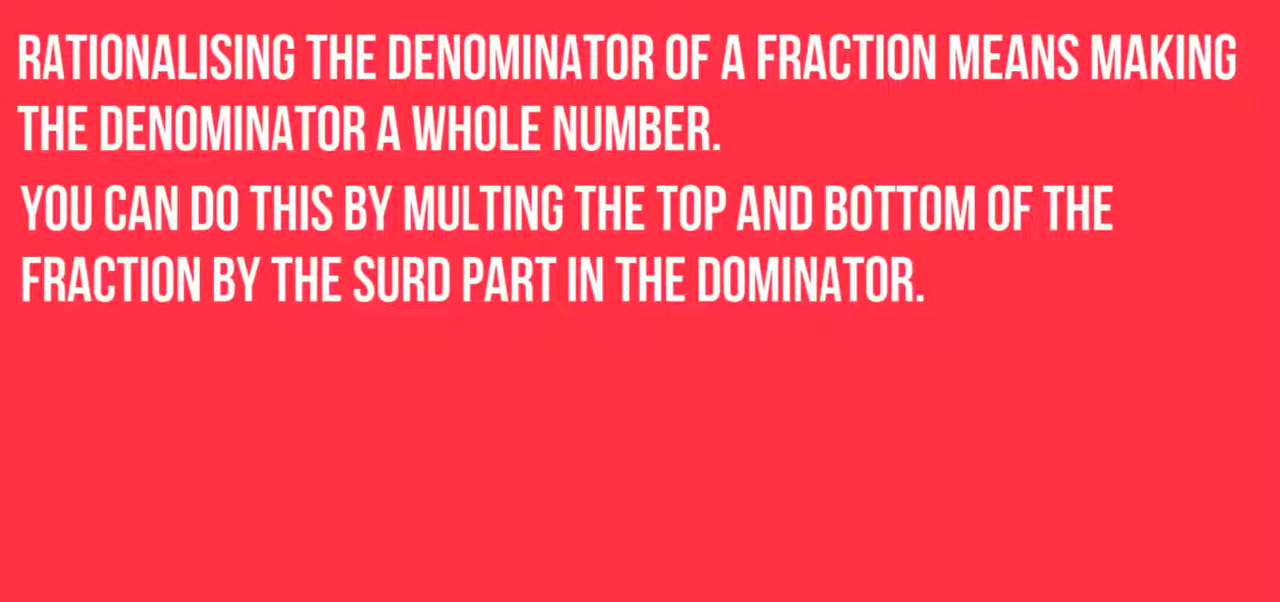 RATIONALISING THE DENOMINATOR OF A FRACTION MEANS MAKING
THE DENOMINATOR A WHOLE NUMBER.
YOU CAN DO THIS BY MULTING THE TOP AND BOTTOM OF THE
FRACTION BY THE SURD PART IN THE DOMINATOR.